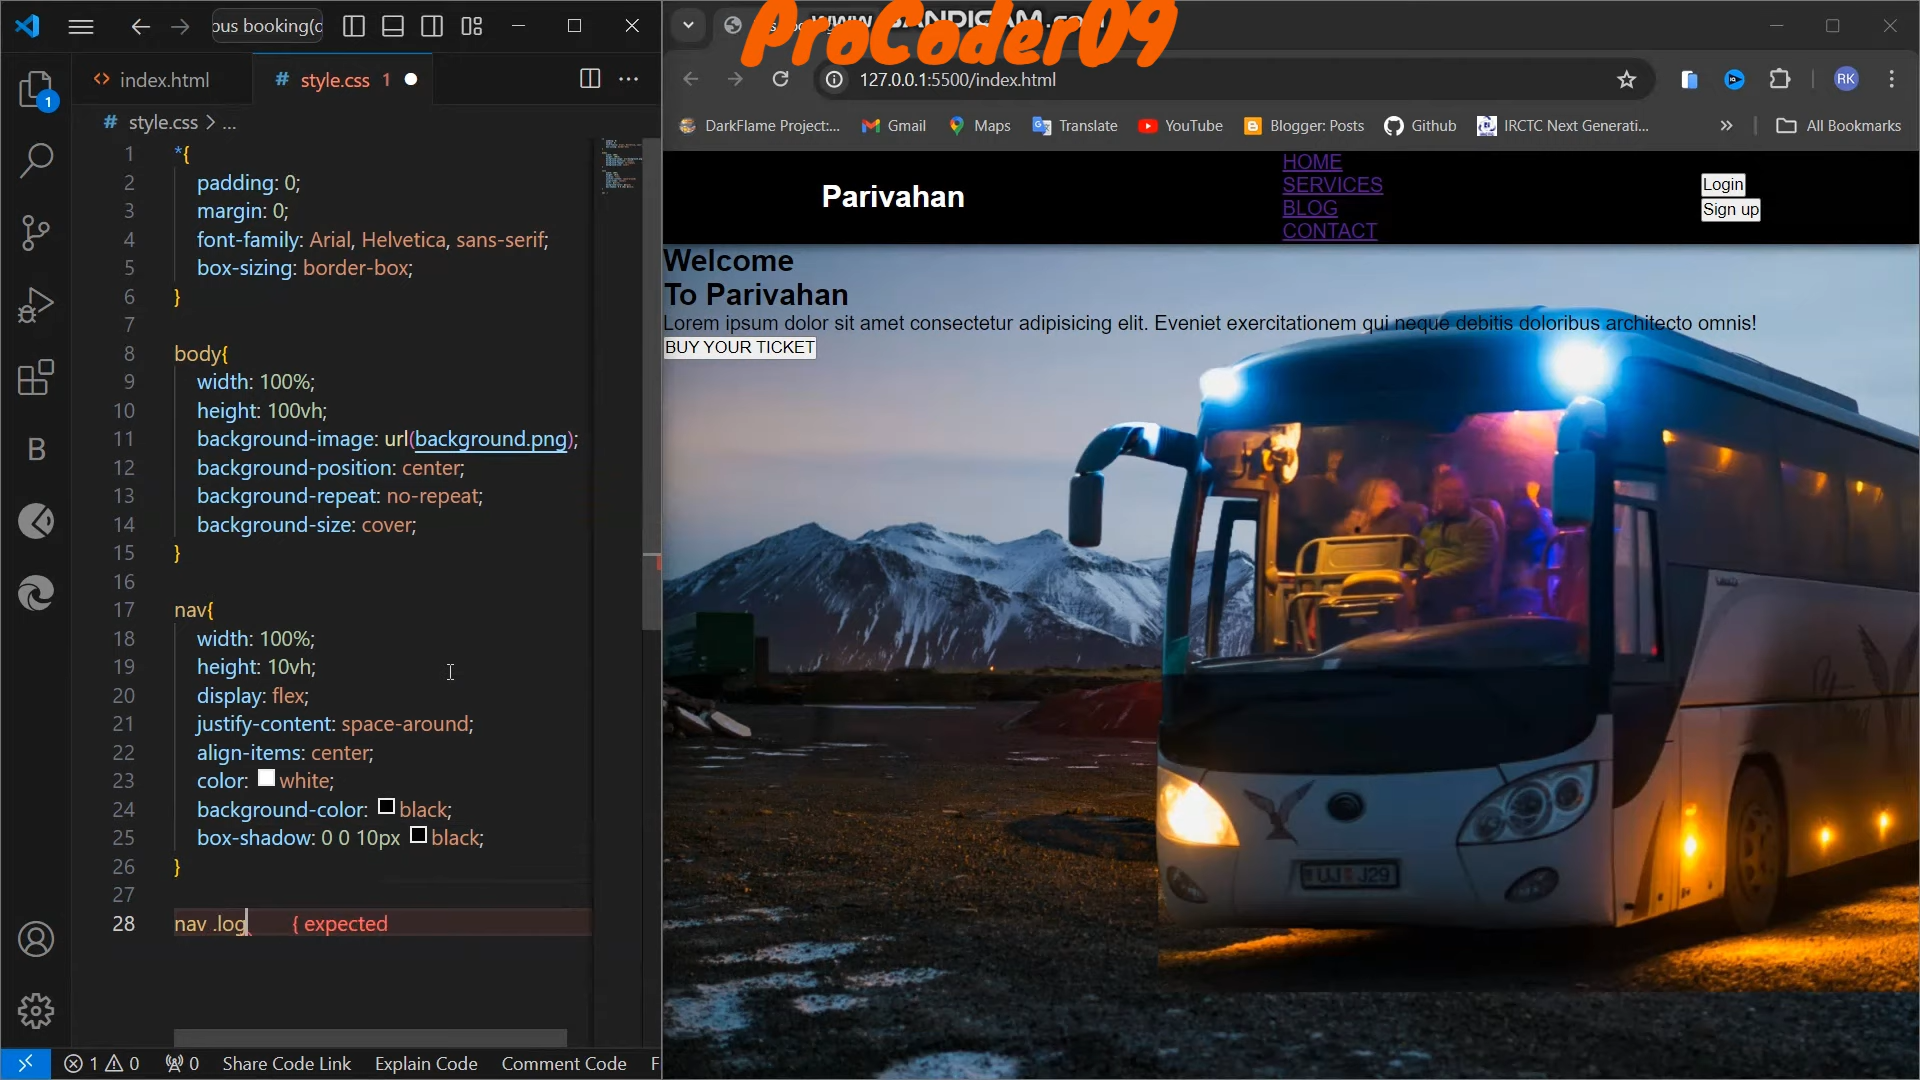 bus booking(c
index.html
# style.css 1
# style.css > ...
1 *{
2 padding: 0;
3 margin: 0;
4 font-family: Arial, Helvetica, sans-serif;
5 box-sizing: border-box;
6 }
7
8 body{
9 width: 100%;
10 height: 100vh;
11 background-image: url(background.png);
12 background-position: center;
13 background-repeat: no-repeat;
14 background-size: cover;
15 }
16
17 nav{
18 width: 100%;
19 height: 10vh;
20 display: flex;
21 justify-content: space-around;
22 align-items: center;
23 color: white;
24 background-color: black;
25 box-shadow: 0 0 10px black;
26 }
27
28 nav .log { expected
1
B
1 0 0 Share Code Link Explain Code Comment Code F
ProCoder09
www.BANDICAM.com
127.0.0.1:5500/index.html
RK
DarkFlame Project:... Gmail Maps Translate YouTube Blogger: Posts Github IRCTC Next Generati... » All Bookmarks
Parivahan
HOME
SERVICES
BLOG
CONTACT
Login
Sign up
Welcome
To Parivahan
Lorem ipsum dolor sit amet consectetur adipisicing elit. Eveniet exercitationem qui neque debitis doloribus architecto omnis!
BUY YOUR TICKET
UJ J29